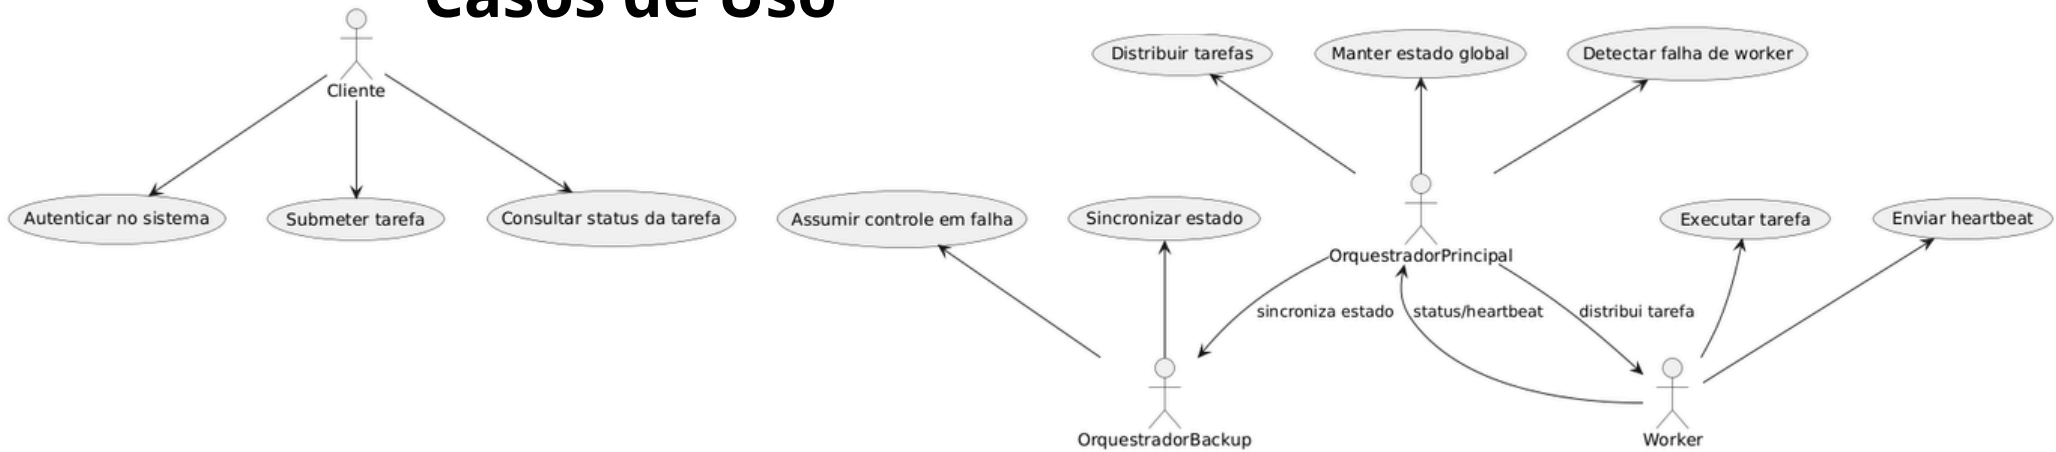 Casos de Uso
Cliente
Autenticar no sistema
Submeter tarefa
Consultar status da tarefa
Distribuir tarefas
Manter estado global
Detectar falha de worker
Assumir controle em falha
Sincronizar estado
OrquestradorPrincipal
Executar tarefa
Enviar heartbeat
sincroniza estado
status/heartbeat
distribui tarefa
OrquestradorBackup
Worker